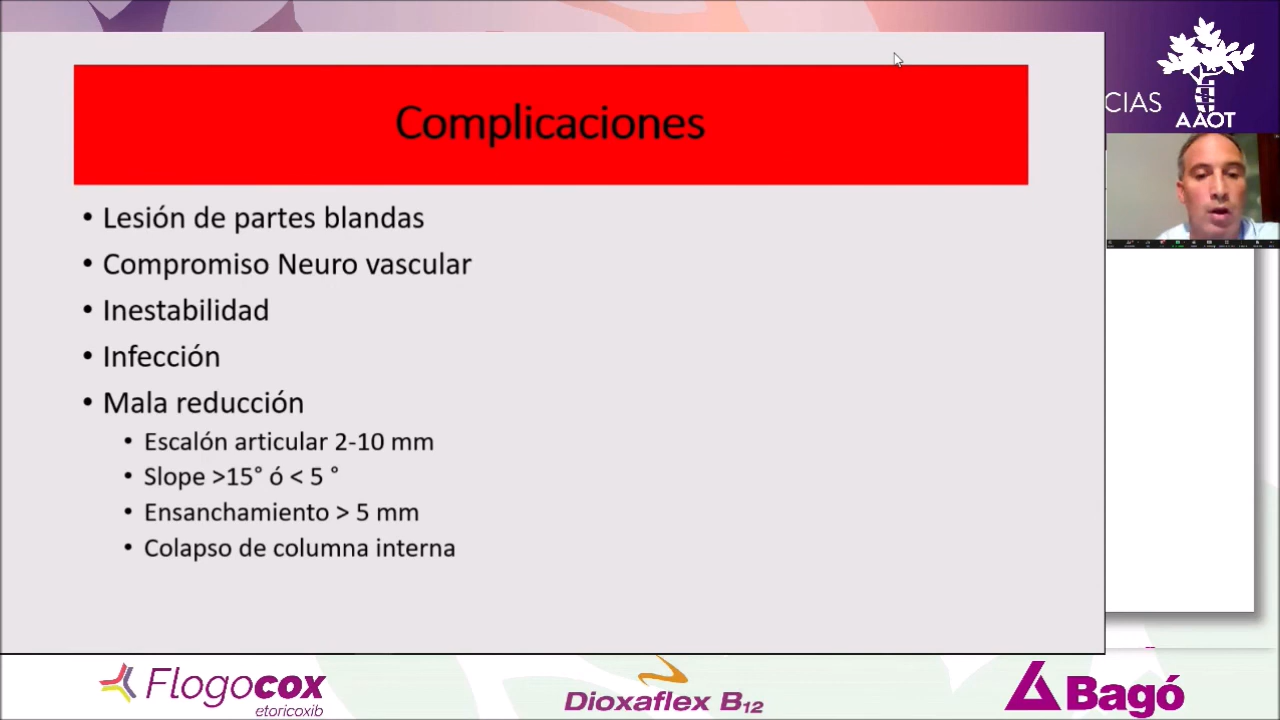 Complicaciones
• Lesión de partes blandas
• Compromiso Neuro vascular
• Inestabilidad
• Infección
• Mala reducción
• Escalón articular 2-10 mm
• Slope >15° ó < 5 °
• Ensanchamiento > 5 mm
• Colapso de columna interna
CIAS
AAOT
Flogocox
etoricoxib
Dioxaflex B12
Bagó